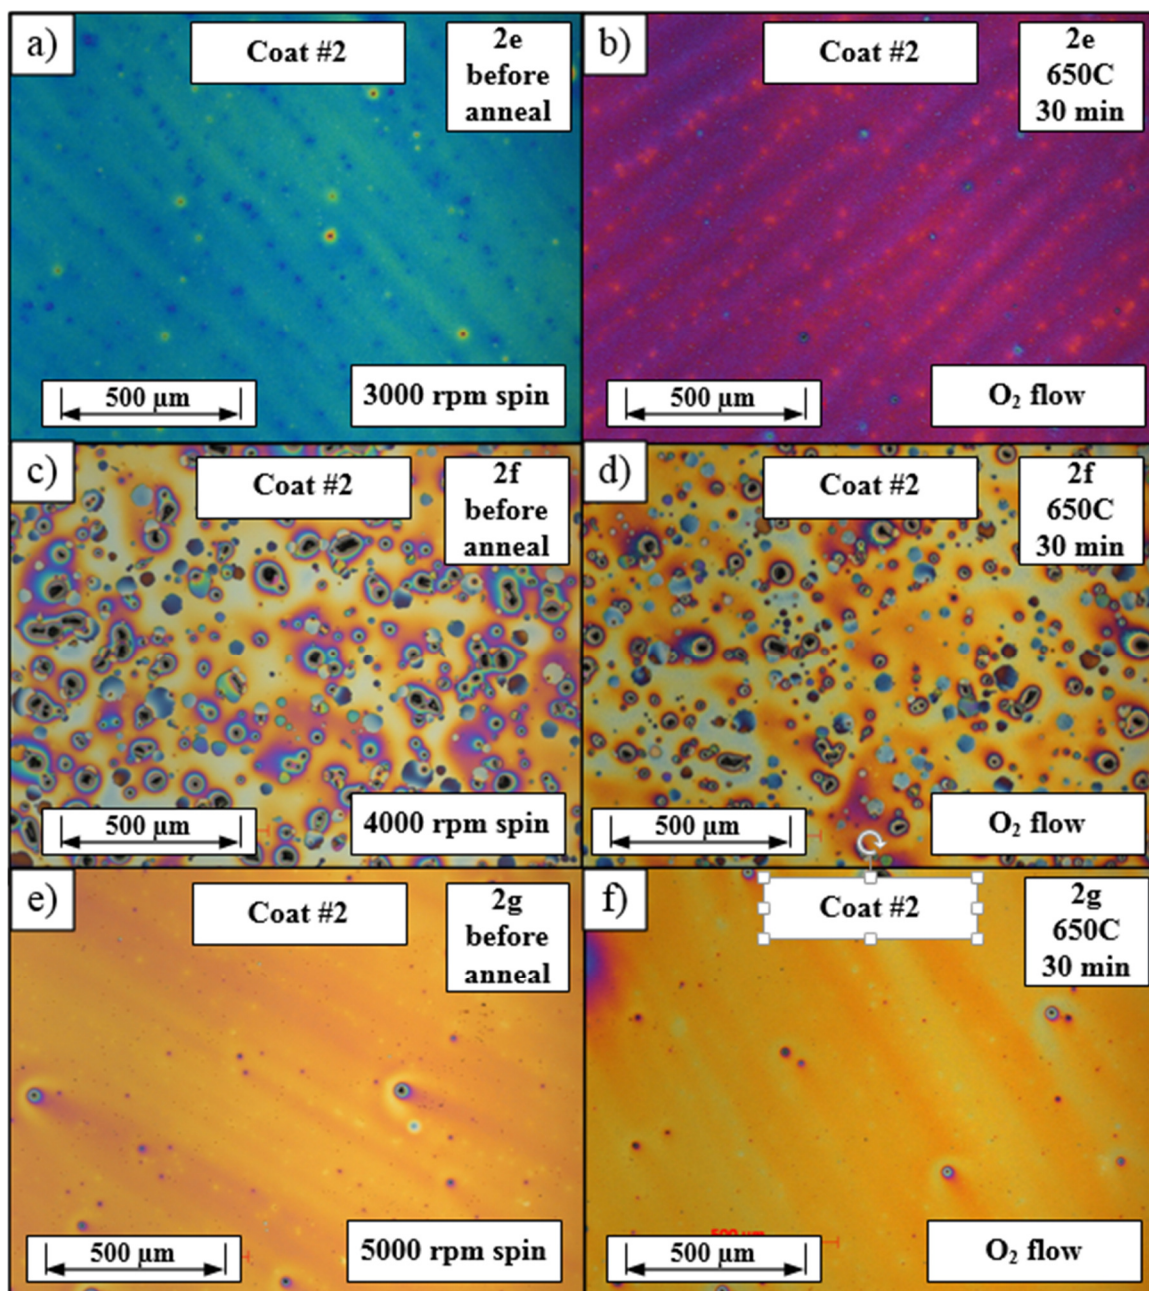 a)
Coat #2
2e
before
anneal
500 µm
3000 rpm spin
b)
Coat #2
2e
650C
30 min
500 µm
O₂ flow
c)
Coat #2
2f
before
anneal
500 µm
4000 rpm spin
d)
Coat #2
2f
650C
30 min
500 µm
O₂ flow
e)
Coat #2
2g
before
anneal
500 µm
5000 rpm spin
f)
Coat #2
2g
650C
30 min
500 µm
O₂ flow